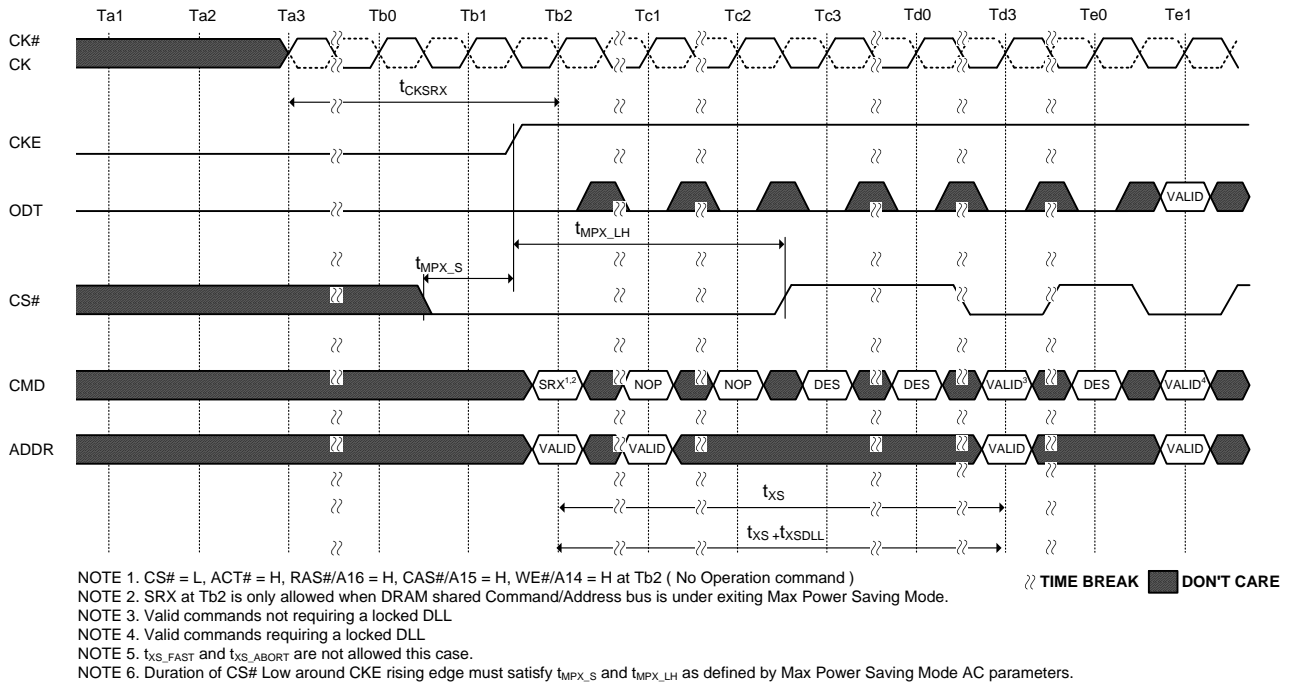 Ta1 Ta2 Ta3 Tb0 Tb1 Tb2 Tc1 Tc2 Tc3 Td0 Td3 Te0 Te1
CK#
CK
tCKSRX
CKE
ODT VALID
tMPX_LH
tMPX_S
CS#
CMD SRX1,2 NOP NOP DES DES VALID3 DES VALID4
ADDR VALID VALID VALID VALID
tXS
tXS +tXSDLL
NOTE 1. CS# = L, ACT# = H, RAS#/A16 = H, CAS#/A15 = H, WE#/A14 = H at Tb2 ( No Operation command )
TIME BREAK DON'T CARE
NOTE 2. SRX at Tb2 is only allowed when DRAM shared Command/Address bus is under exiting Max Power Saving Mode.
NOTE 3. Valid commands not requiring a locked DLL
NOTE 4. Valid commands requiring a locked DLL
NOTE 5. tXS_FAST and tXS_ABORT are not allowed this case.
NOTE 6. Duration of CS# Low around CKE rising edge must satisfy tMPX_S and tMPX_LH as defined by Max Power Saving Mode AC parameters.